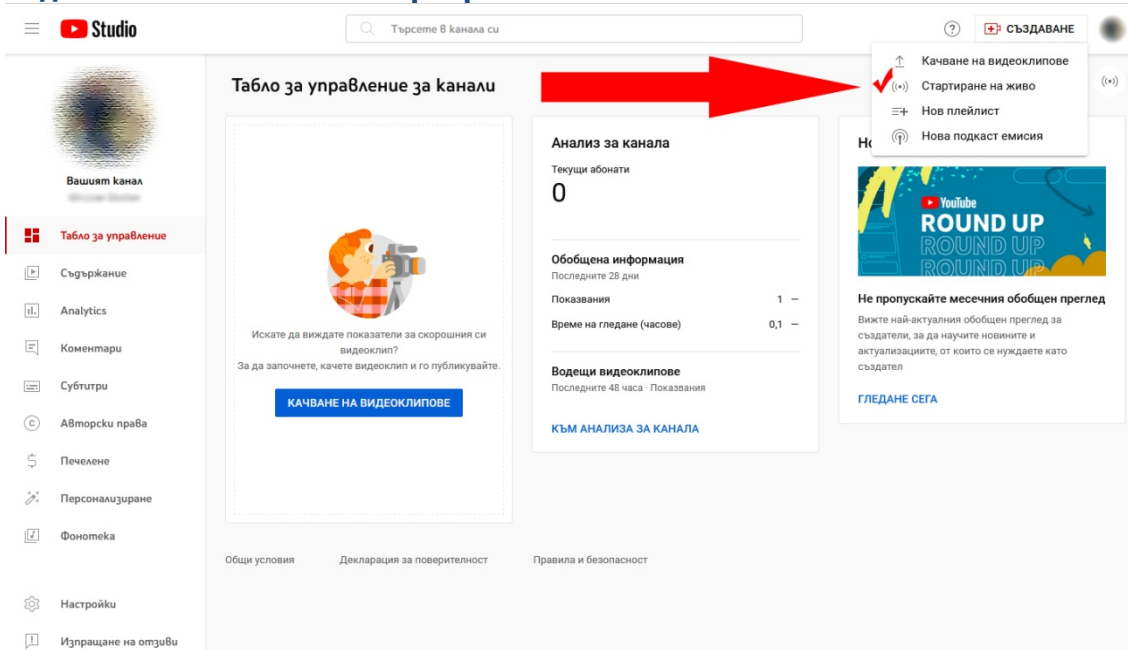 Studio
Търсете в канала си
СЪЗДАВАНЕ
Качване на видеоклипове
Стартиране на живо
Нов плейлист
Нова подкаст емисия
Вашият канал
Табло за управление
Съдържание
Analytics
Коментари
Субтитри
Авторски права
Печелене
Персонализиране
Фонотека
Настройки
Изпращане на отзиви
Табло за управление за канали
Искате да виждате показатели за скорошния си
видеоклип?
За да започнете, качете видеоклип и го публикувайте.
КАЧВАНЕ НА ВИДЕОКЛИПОВЕ
Анализ за канала
Текущи абонати
0
Обобщена информация
Последните 28 дни
Показвания 1 —
Време на гледане (часове) 0,1 —
Водещи видеоклипове
Последните 48 часа · Показвания
КЪМ АНАЛИЗА ЗА КАНАЛА
YouTube
ROUND UP
ROUND UP
ROUND UP
Не пропускайте месечния обобщен преглед
Вижте най-актуалния обобщен преглед за
създатели, за да научите новините и
актуализациите, от които се нуждаете като
създател
ГЛЕДАНЕ СЕГА
Общи условия
Декларация за поверителност
Правила и безопасност